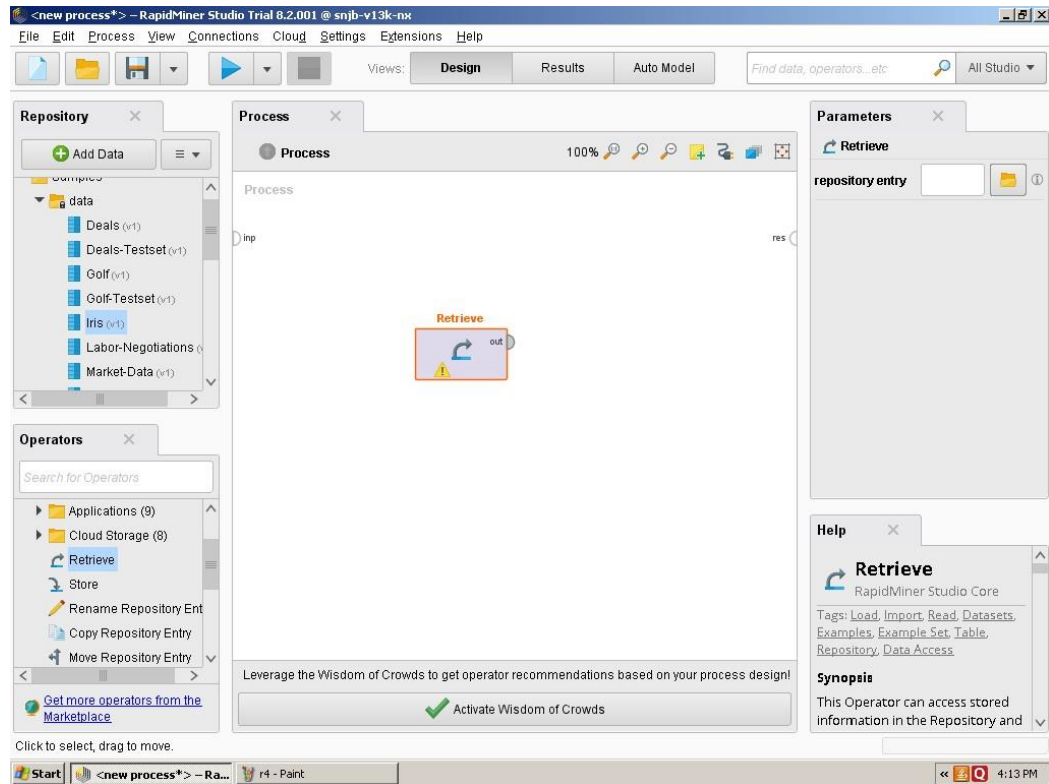 <new process*> – RapidMiner Studio Trial 8.2.001 @ snjb-v13k-nx
File Edit Process View Connections Cloud Settings Extensions Help
Views: Design Results Auto Model Find data, operators...etc All Studio
Repository
Add Data
data
Deals (v1)
Deals-Testset (v1)
Golf (v1)
Golf-Testset (v1)
Iris (v1)
Labor-Negotiations
Market-Data (v1)
Operators
Search for Operators
Applications (9)
Cloud Storage (8)
Retrieve
Store
Rename Repository Ent
Copy Repository Entry
Move Repository Entry
Get more operators from the
Marketplace
Process
Process 100%
Process
inp res
Retrieve
out
Leverage the Wisdom of Crowds to get operator recommendations based on your process design!
Activate Wisdom of Crowds
Parameters
Retrieve
repository entry
Help
Retrieve
RapidMiner Studio Core
Tags: Load, Import, Read, Datasets,
Examples, Example Set, Table,
Repository, Data Access
Synopsis
This Operator can access stored
information in the Repository and
Click to select, drag to move.
Start <new process*> – Ra... r4 - Paint « Q 4:13 PM